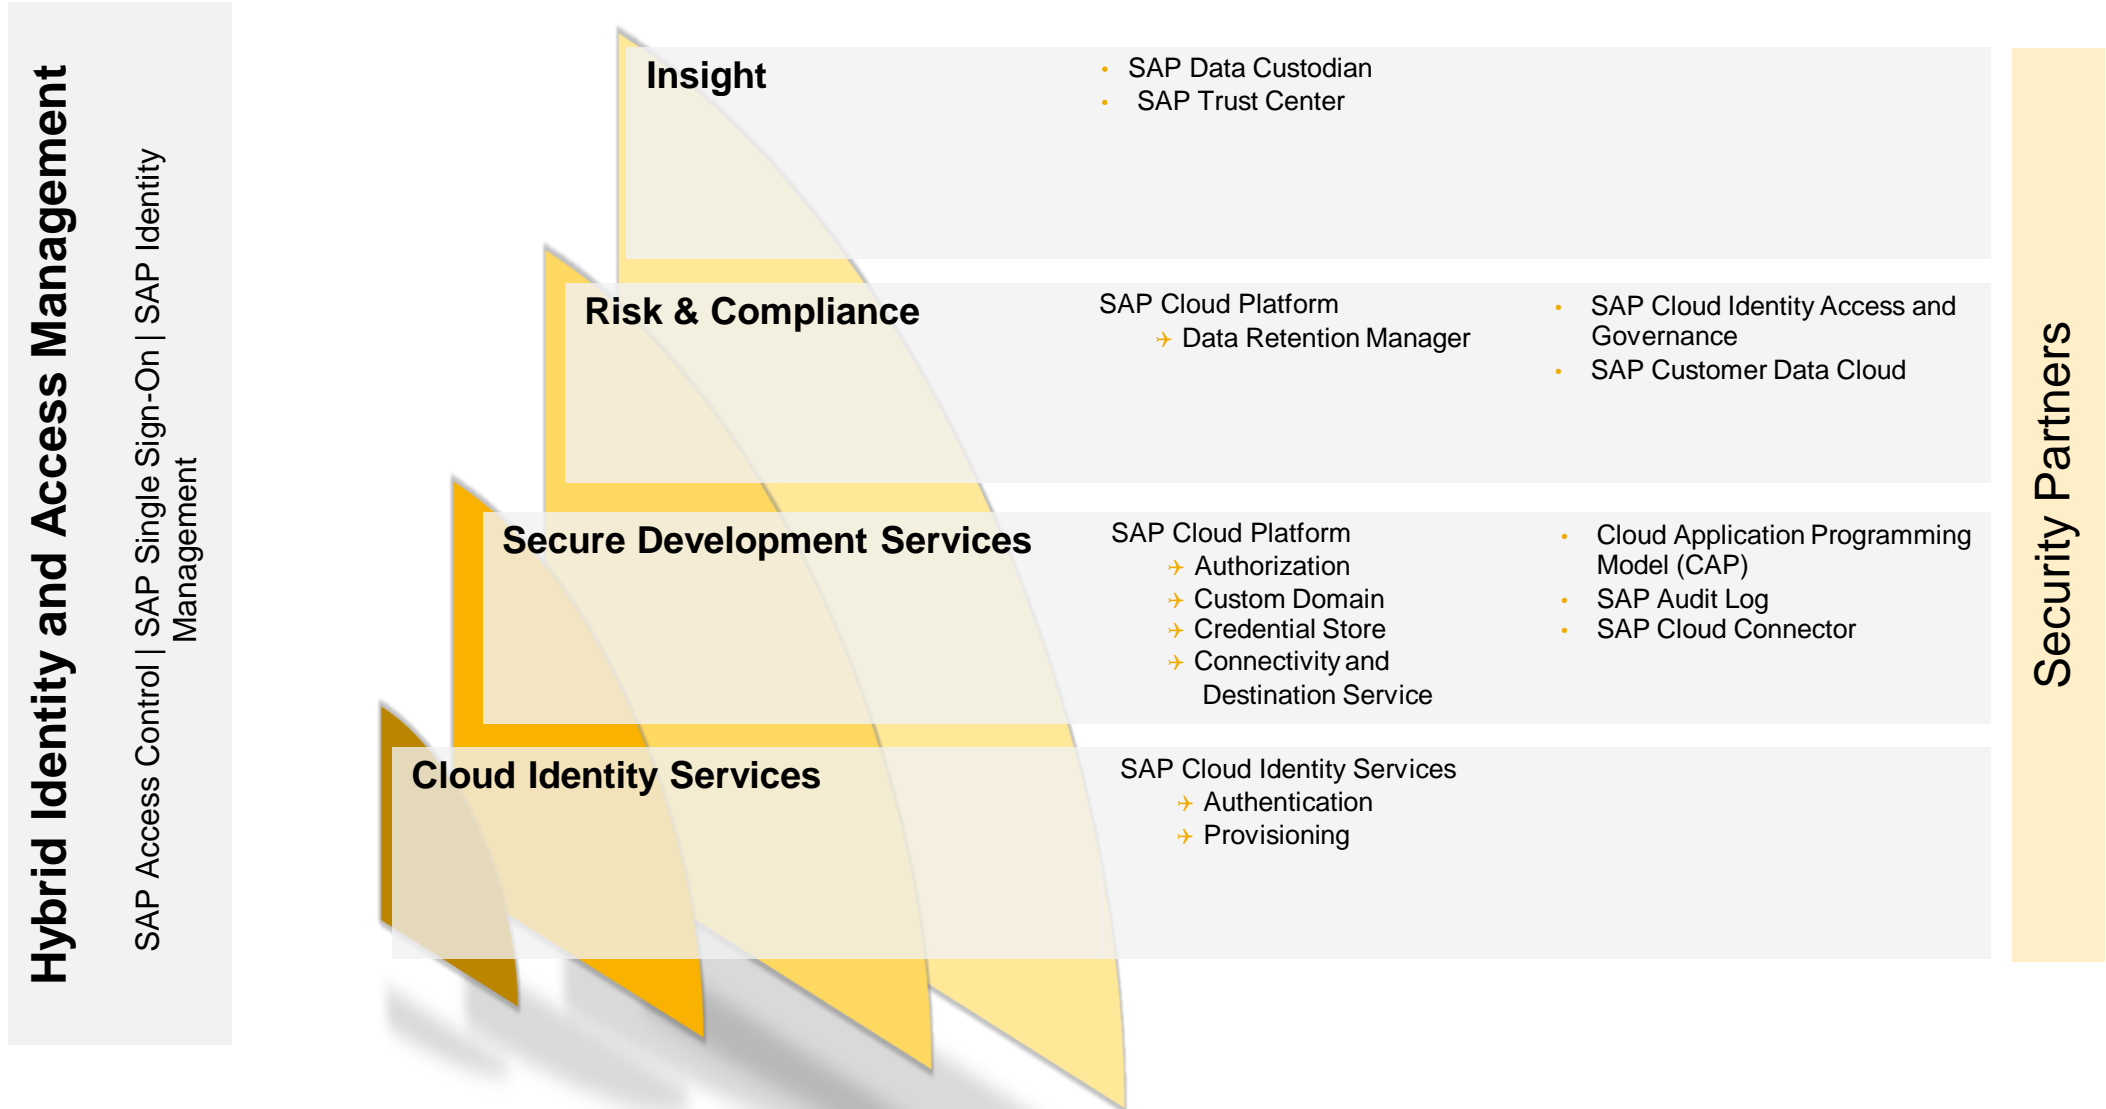 Hybrid Identity and Access Management
SAP Access Control | SAP Single Sign-On | SAP Identity
Management
Insight
• SAP Data Custodian
• SAP Trust Center
Risk & Compliance
SAP Cloud Platform
✈ Data Retention Manager
• SAP Cloud Identity Access and
Governance
• SAP Customer Data Cloud
Secure Development Services
SAP Cloud Platform
✈ Authorization
✈ Custom Domain
✈ Credential Store
✈ Connectivity and
Destination Service
• Cloud Application Programming
Model (CAP)
• SAP Audit Log
• SAP Cloud Connector
Cloud Identity Services
SAP Cloud Identity Services
✈ Authentication
✈ Provisioning
Security Partners